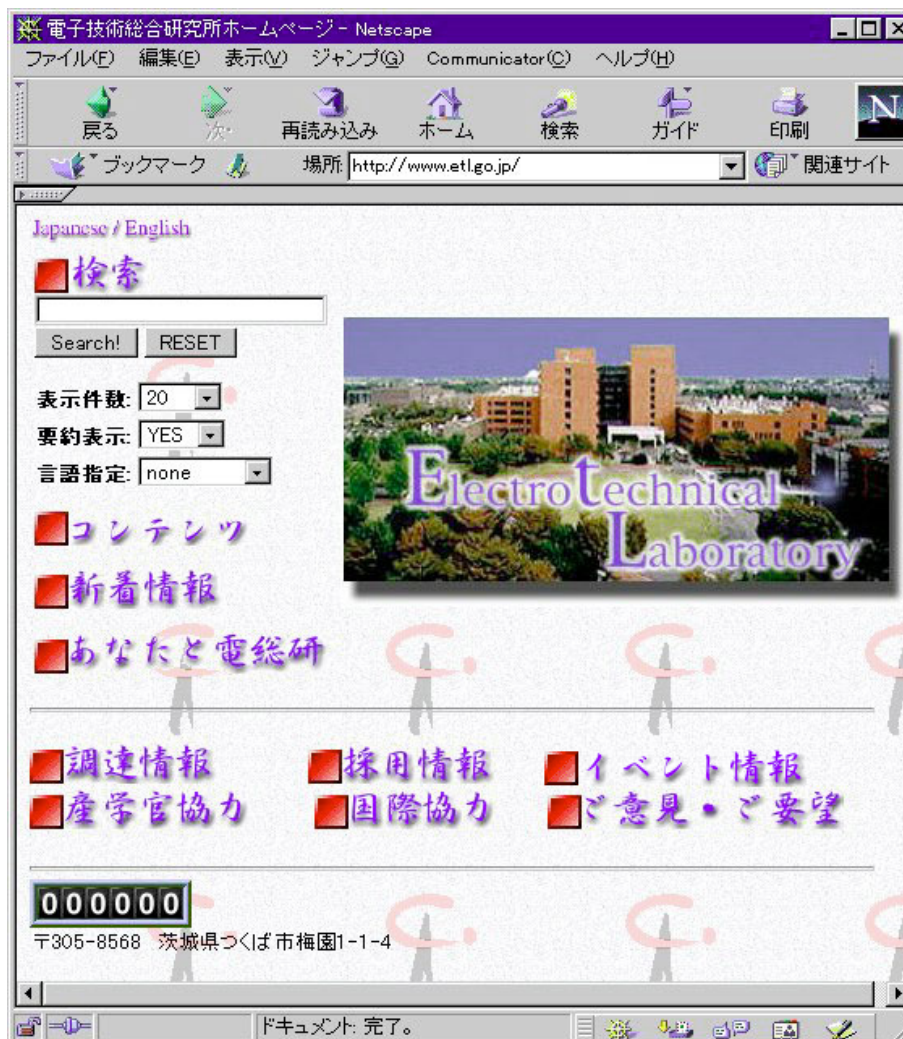 電子技術総合研究所ホームページ - Netscape
ファイル(F) 編集(E) 表示(V) ジャンプ(G) Communicator(C) ヘルプ(H)
戻る 次へ 再読み込み ホーム 検索 ガイド 印刷 N
ブックマーク 場所: http://www.etl.go.jp/ 関連サイト
Japanese / English
検索
Search! RESET
表示件数: 20
要約表示: YES
言語指定: none
Electrotechnical
Laboratory
コンテンツ
新着情報
あなたと電総研
調達情報 採用情報 イベント情報
産学官協力 国際協力 ご意見・ご要望
000000
〒305-8568 茨城県つくば市梅園1-1-4
ドキュメント: 完了。